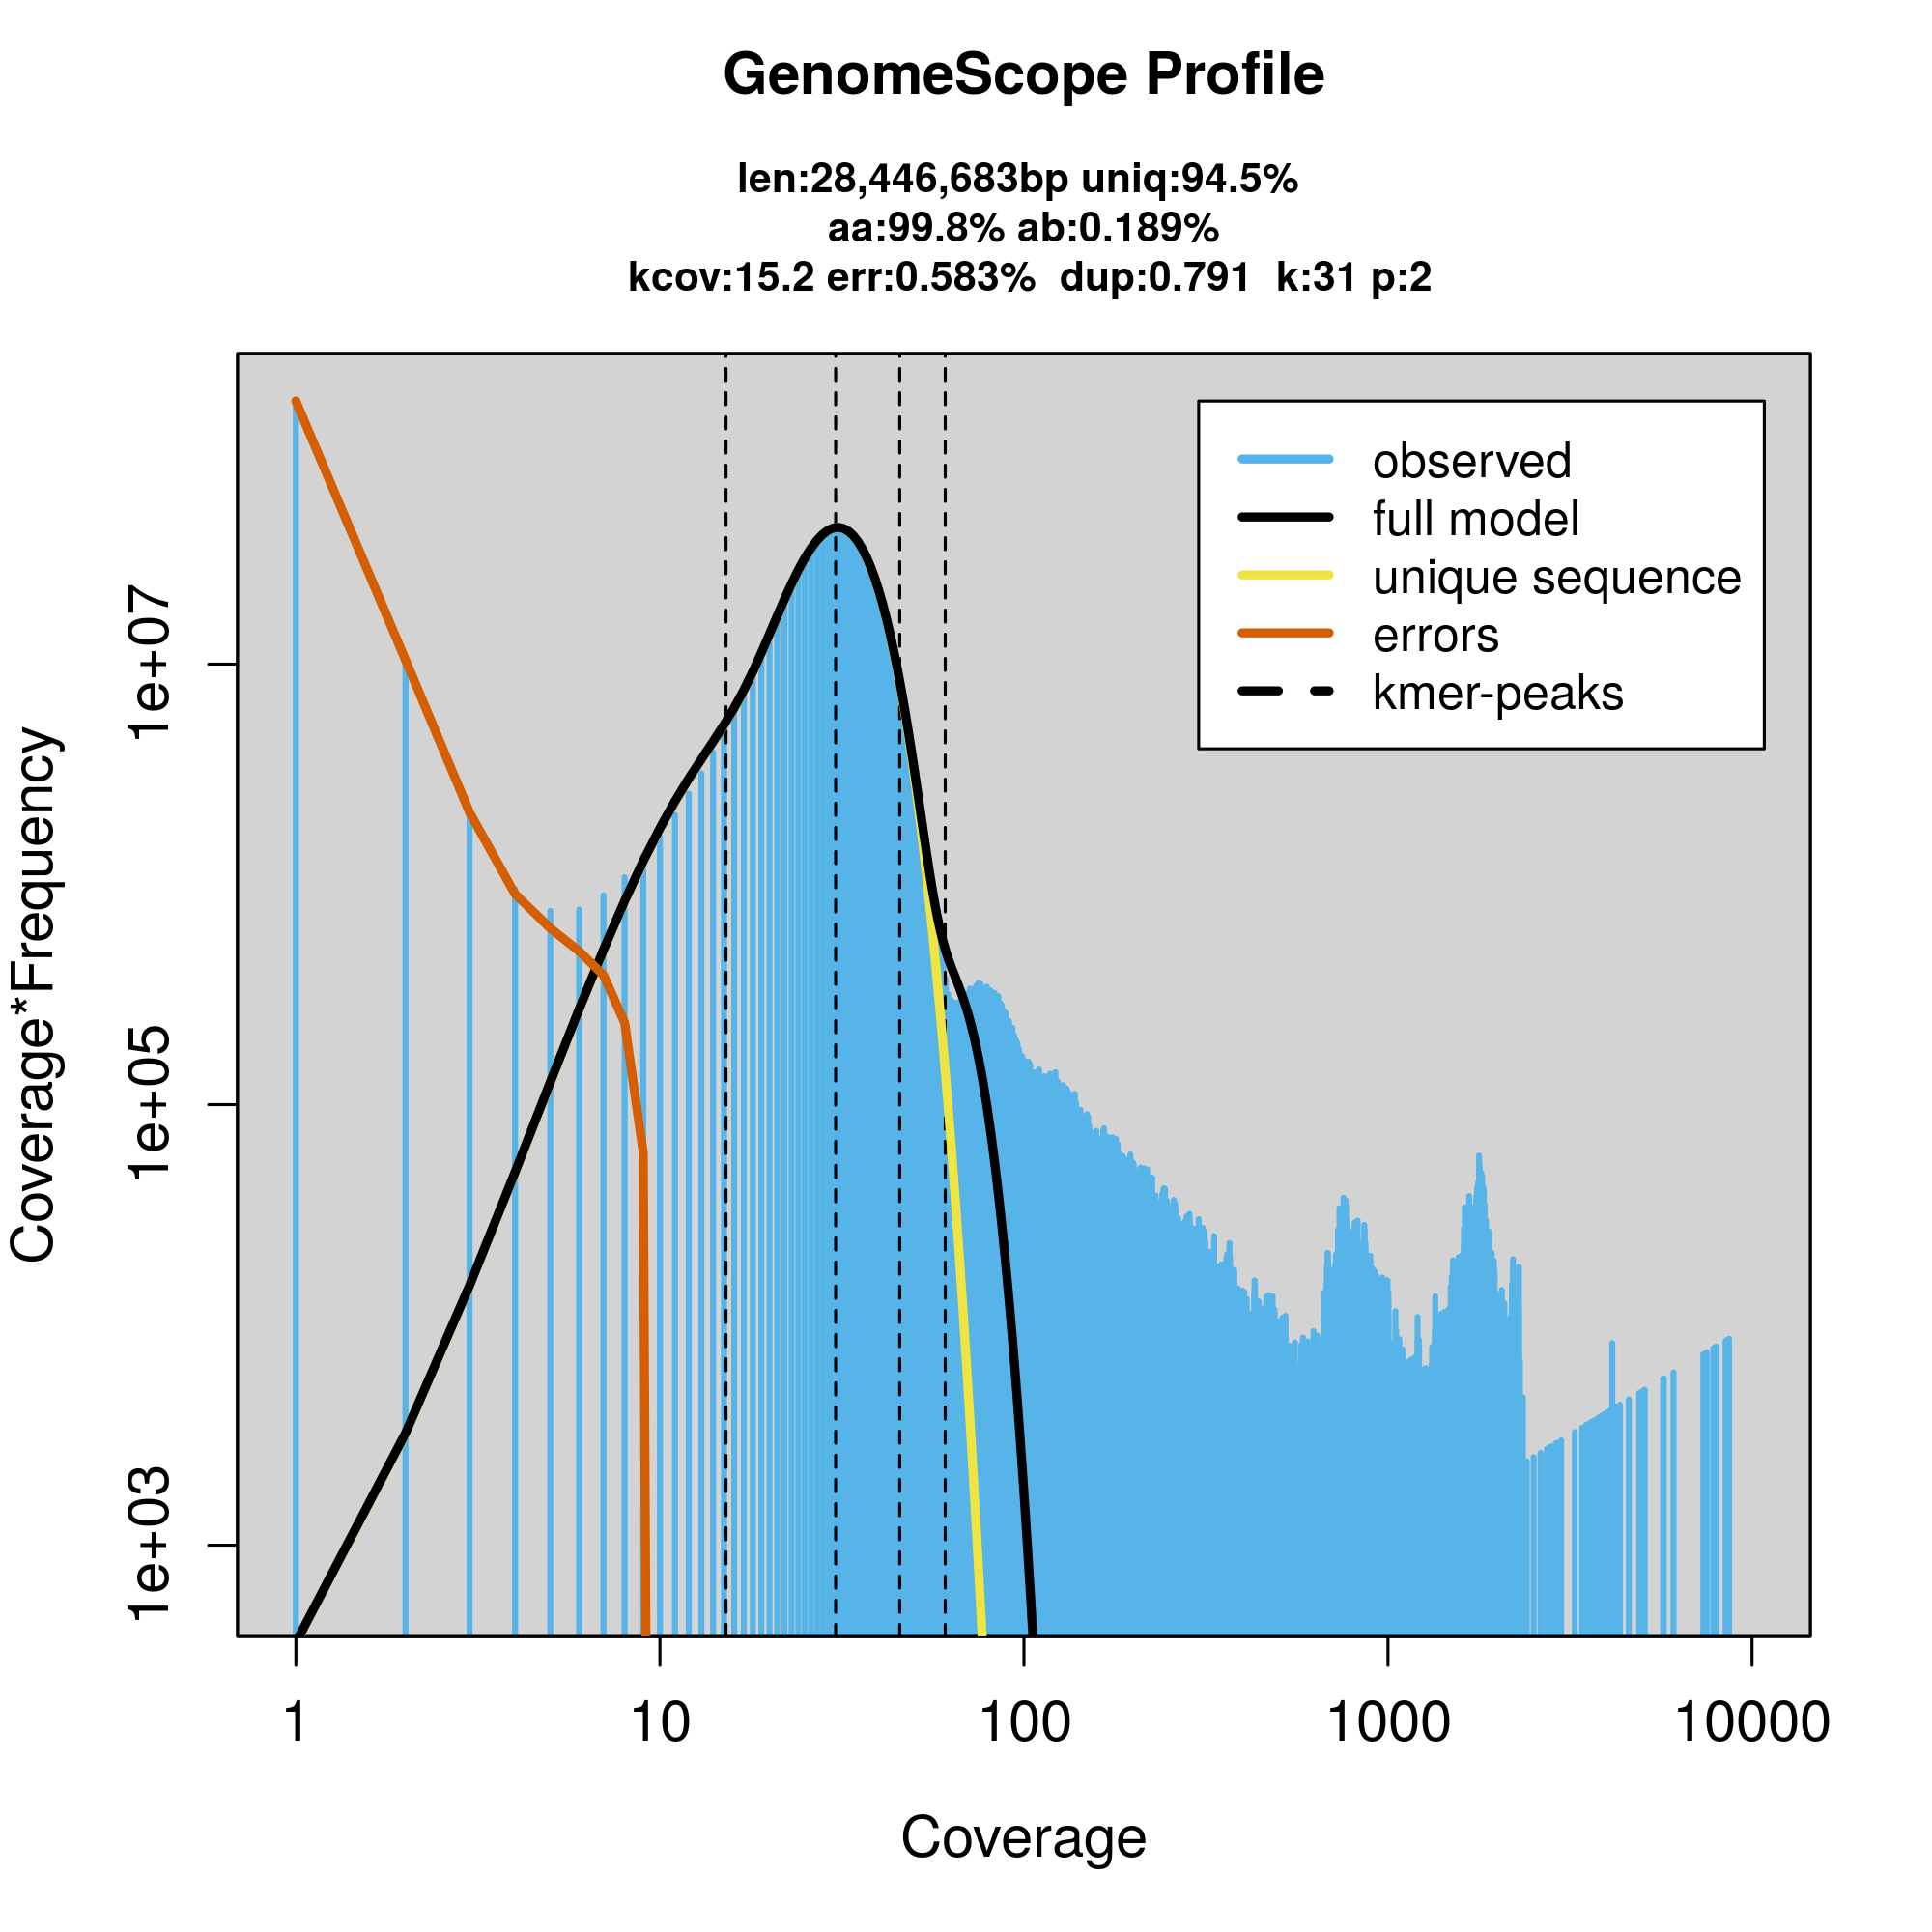 GenomeScope Profile
len:28,446,683bp uniq:94.5%
aa:99.8% ab:0.189%
kcov:15.2 err:0.583% dup:0.791 k:31 p:2
observed
full model
unique sequence
errors
kmer-peaks
Coverage*Frequency
1e+07
1e+05
1e+03
1 10 100 1000 10000
Coverage